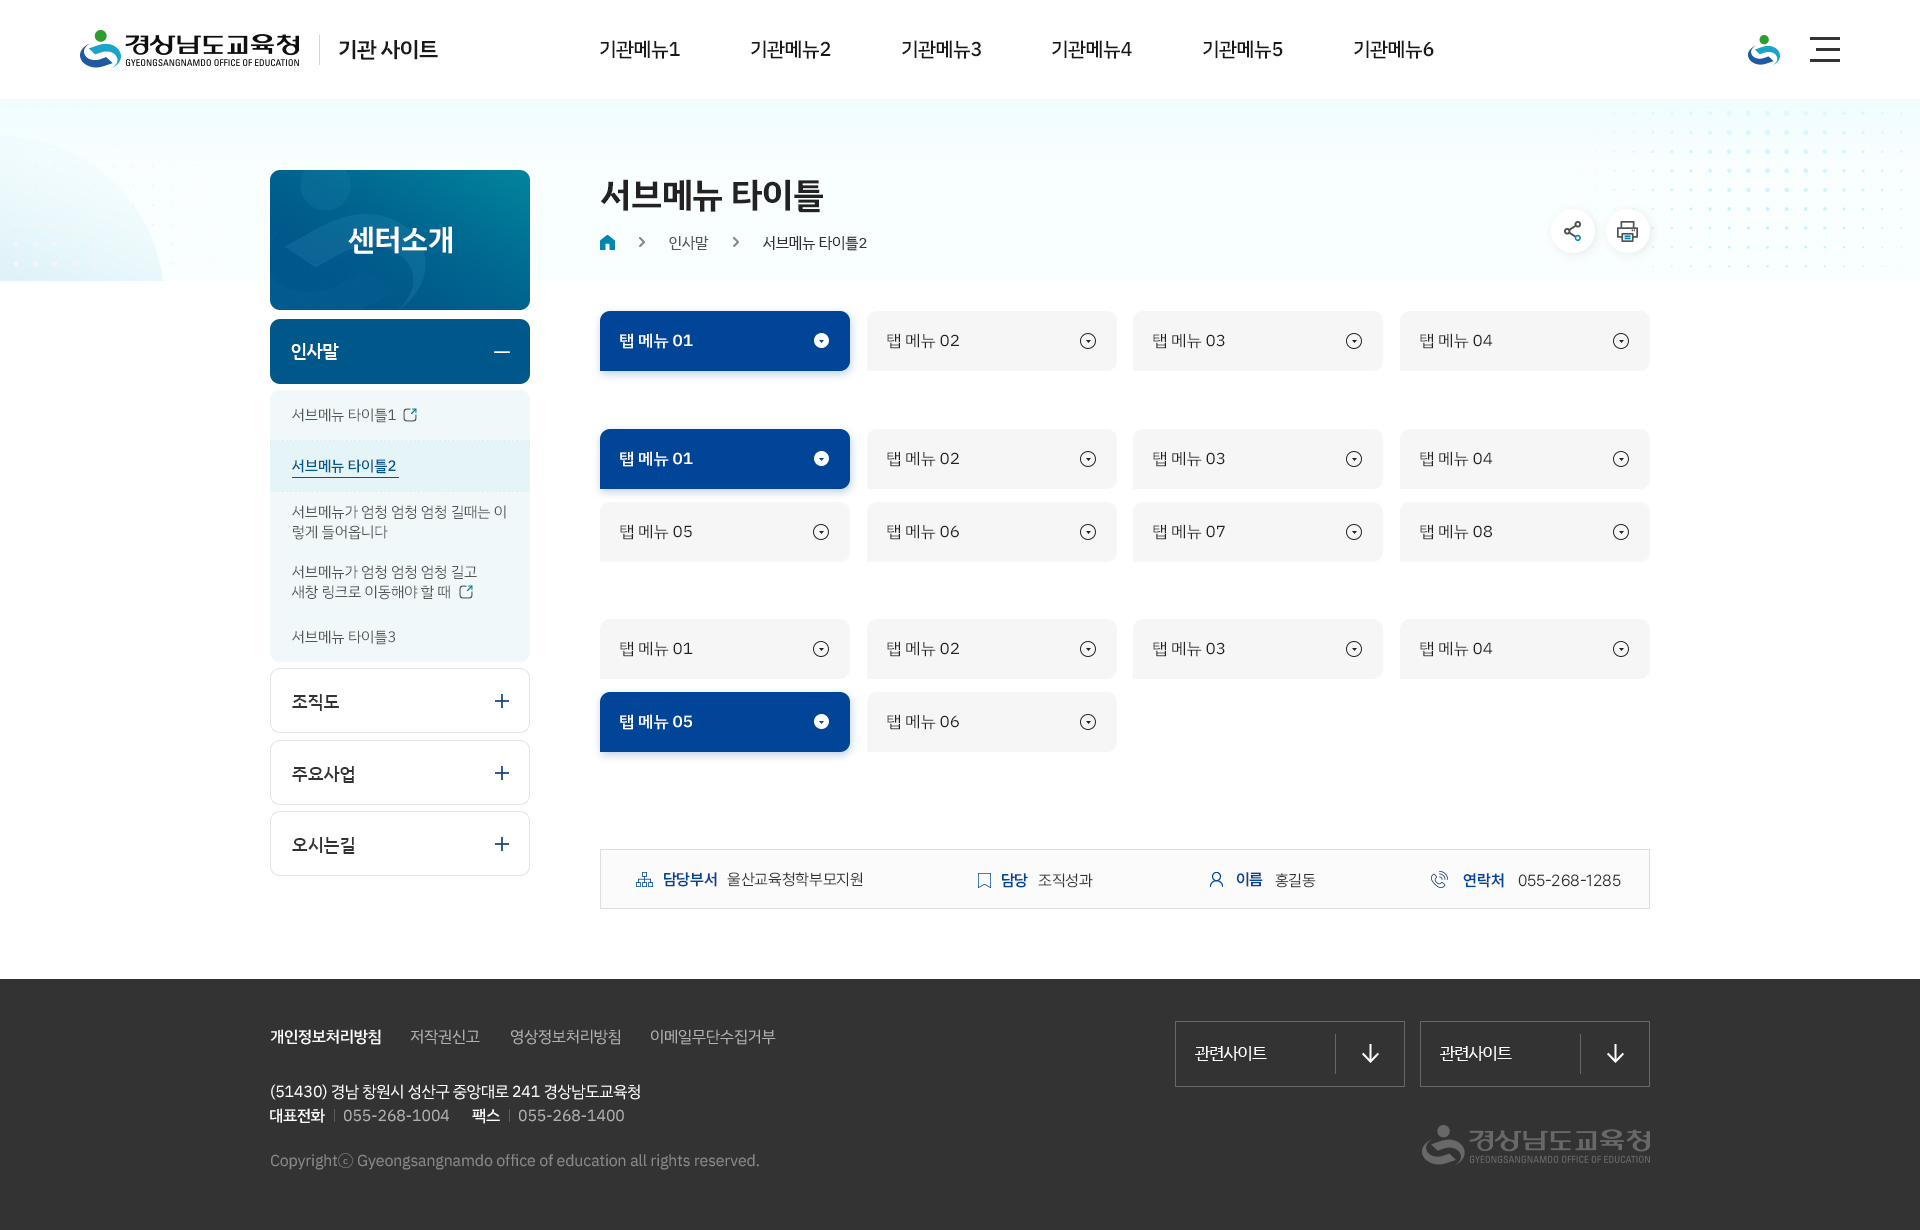 경상남도교육청
GYEONGSANGNAMDO OFFICE OF EDUCATION
기관 사이트
기관메뉴1
기관메뉴2
기관메뉴3
기관메뉴4
기관메뉴5
기관메뉴6
센터소개
인사말
서브메뉴 타이틀1
서브메뉴 타이틀2
서브메뉴가 엄청 엄청 엄청 길때는 이
렇게 들어옵니다
서브메뉴가 엄청 엄청 엄청 길고
새창 링크로 이동해야 할 때
서브메뉴 타이틀3
조직도
주요사업
오시는길
서브메뉴 타이틀
인사말
서브메뉴 타이틀2
탭 메뉴 01
탭 메뉴 02
탭 메뉴 03
탭 메뉴 04
탭 메뉴 01
탭 메뉴 02
탭 메뉴 03
탭 메뉴 04
탭 메뉴 05
탭 메뉴 06
탭 메뉴 07
탭 메뉴 08
탭 메뉴 01
탭 메뉴 02
탭 메뉴 03
탭 메뉴 04
탭 메뉴 05
탭 메뉴 06
담당부서 울산교육청학부모지원
담당 조직성과
이름 홍길동
연락처 055-268-1285
개인정보처리방침
저작권신고
영상정보처리방침
이메일무단수집거부
(51430) 경남 창원시 성산구 중앙대로 241 경상남도교육청
대표전화 055-268-1004 팩스 055-268-1400
Copyrightⓒ Gyeongsangnamdo office of education all rights reserved.
관련사이트
관련사이트
경상남도교육청
GYEONGSANGNAMDO OFFICE OF EDUCATION